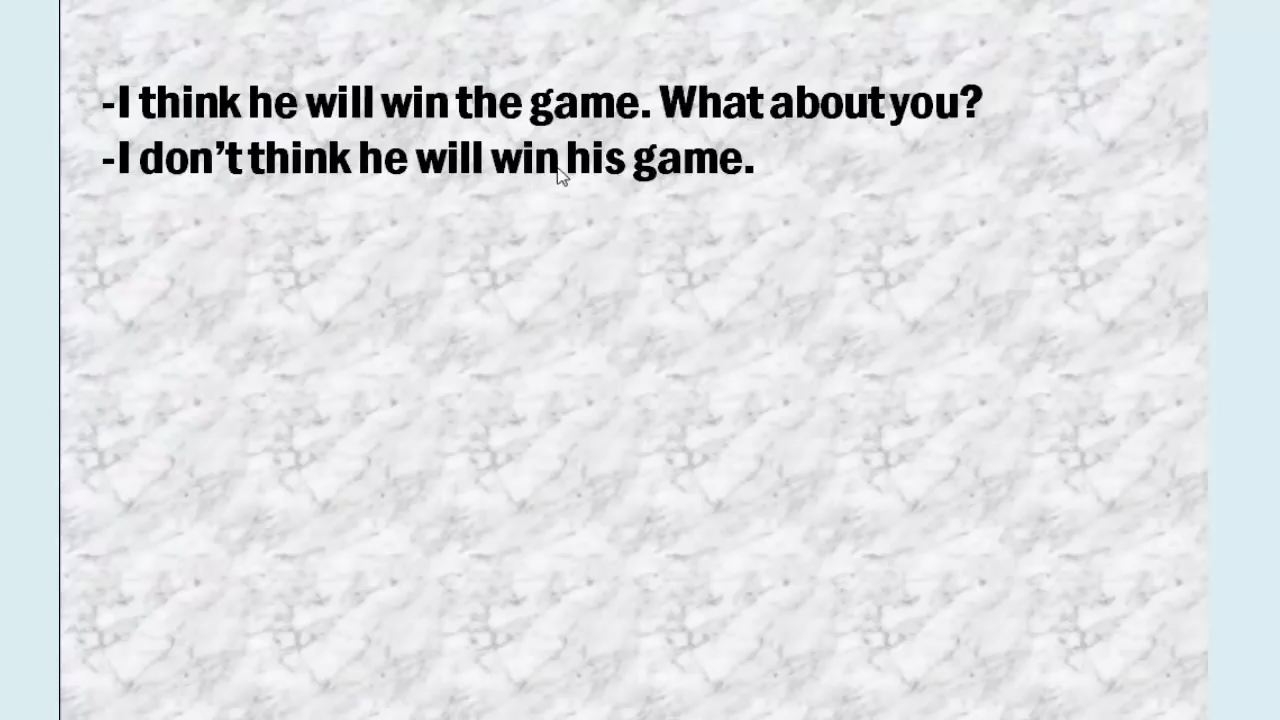 -I think he will win the game. What about you?
-I don’t think he will win his game.